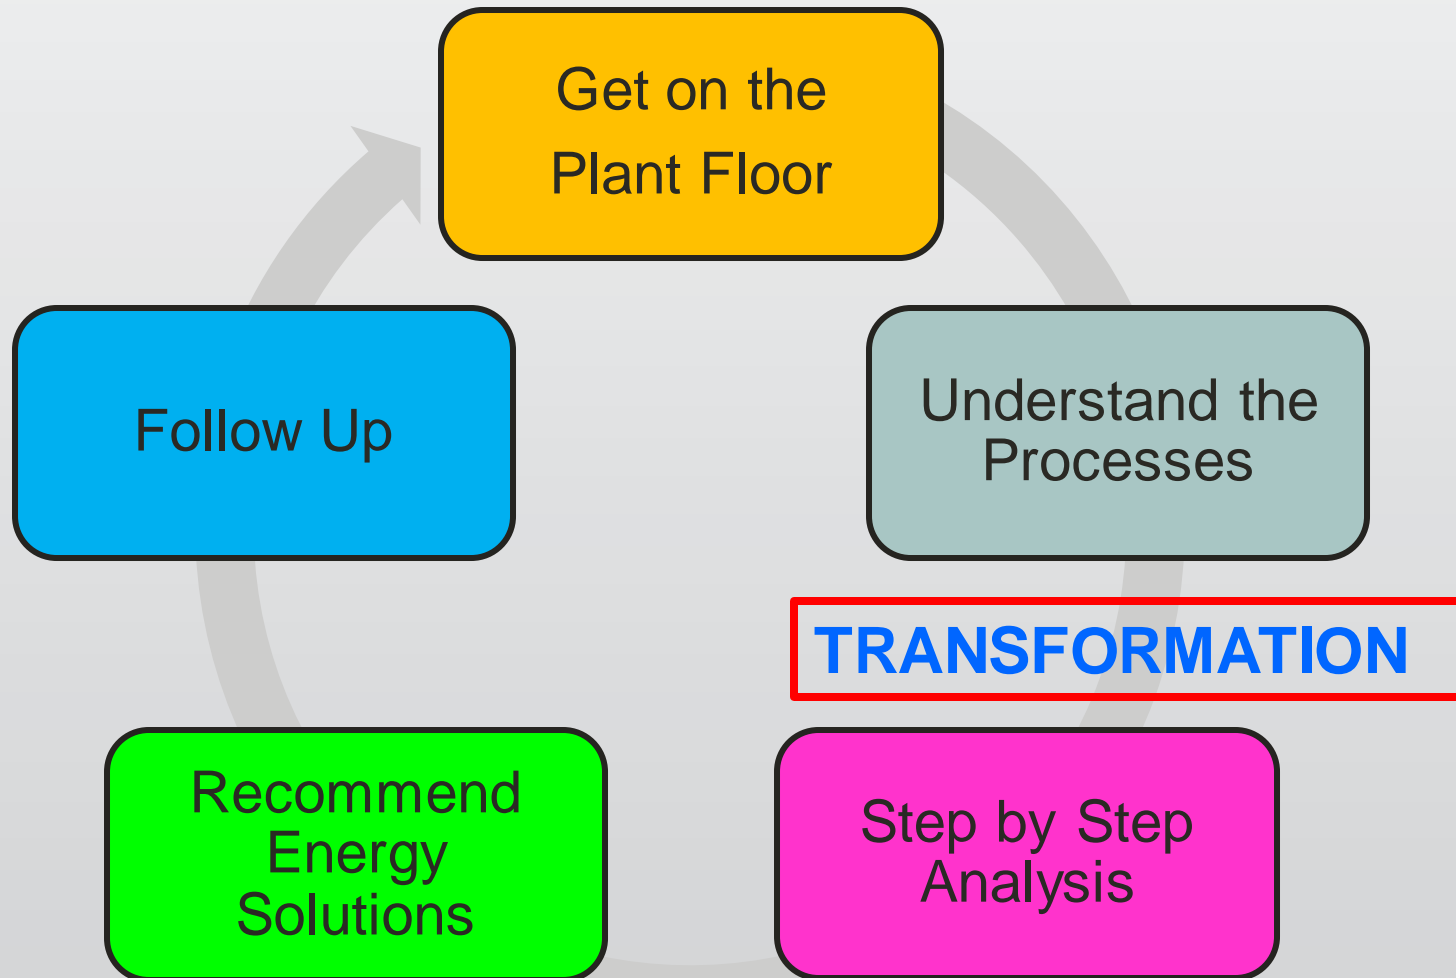 Get on the
Plant Floor
Understand the
Processes
TRANSFORMATION
Step by Step
Analysis
Recommend
Energy
Solutions
Follow Up